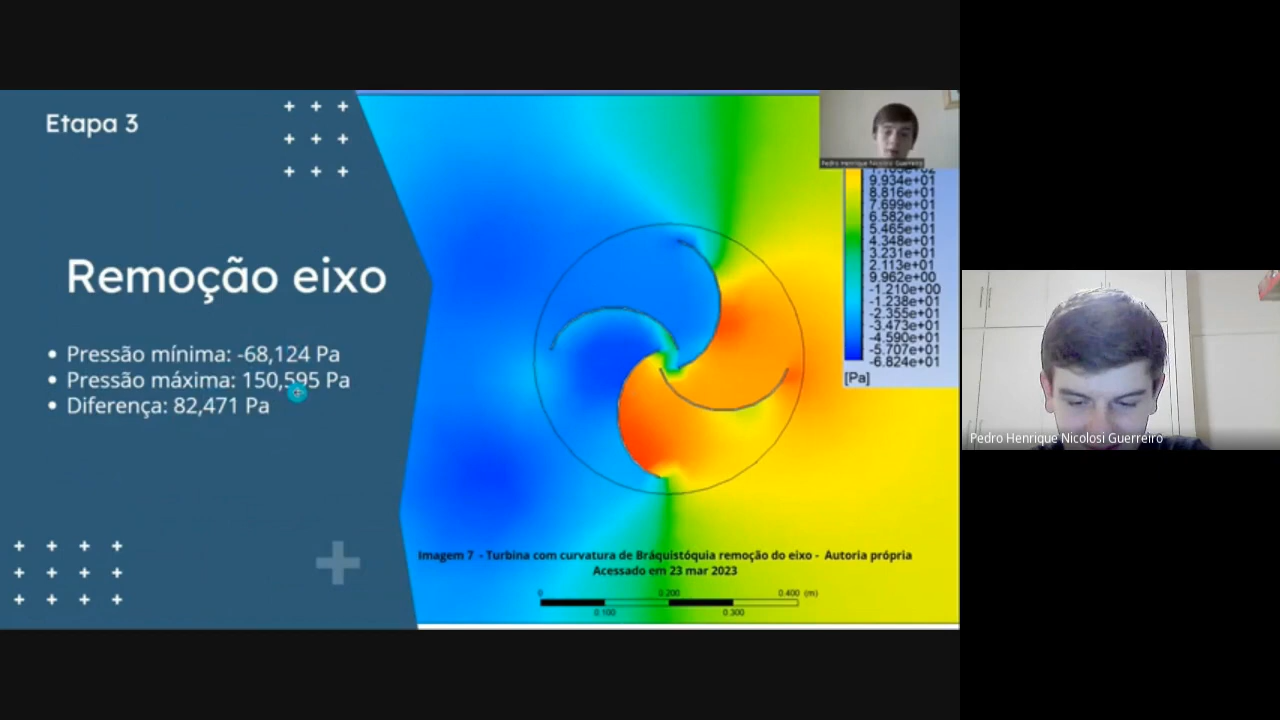 Etapa 3
Remoção eixo
Pressão mínima: -68,124 Pa
Pressão máxima: 150,595 Pa
Diferença: 82,471 Pa
Pedro Henrique Nicolosi Guerreiro
9.934e+01
8.816e+01
7.699e+01
6.582e+01
5.465e+01
4.348e+01
3.231e+01
2.113e+01
9.962e+00
-1.210e+00
-1.238e+01
-2.355e+01
-3.473e+01
-4.590e+01
-5.707e+01
-6.824e+01
[Pa]
Imagem 7 - Turbina com curvatura de Bráquistóquia remoção do eixo - Autoria própria
Acessado em 23 mar 2023
0 0.200 0.400 (m)
0.100 0.300
Pedro Henrique Nicolosi Guerreiro